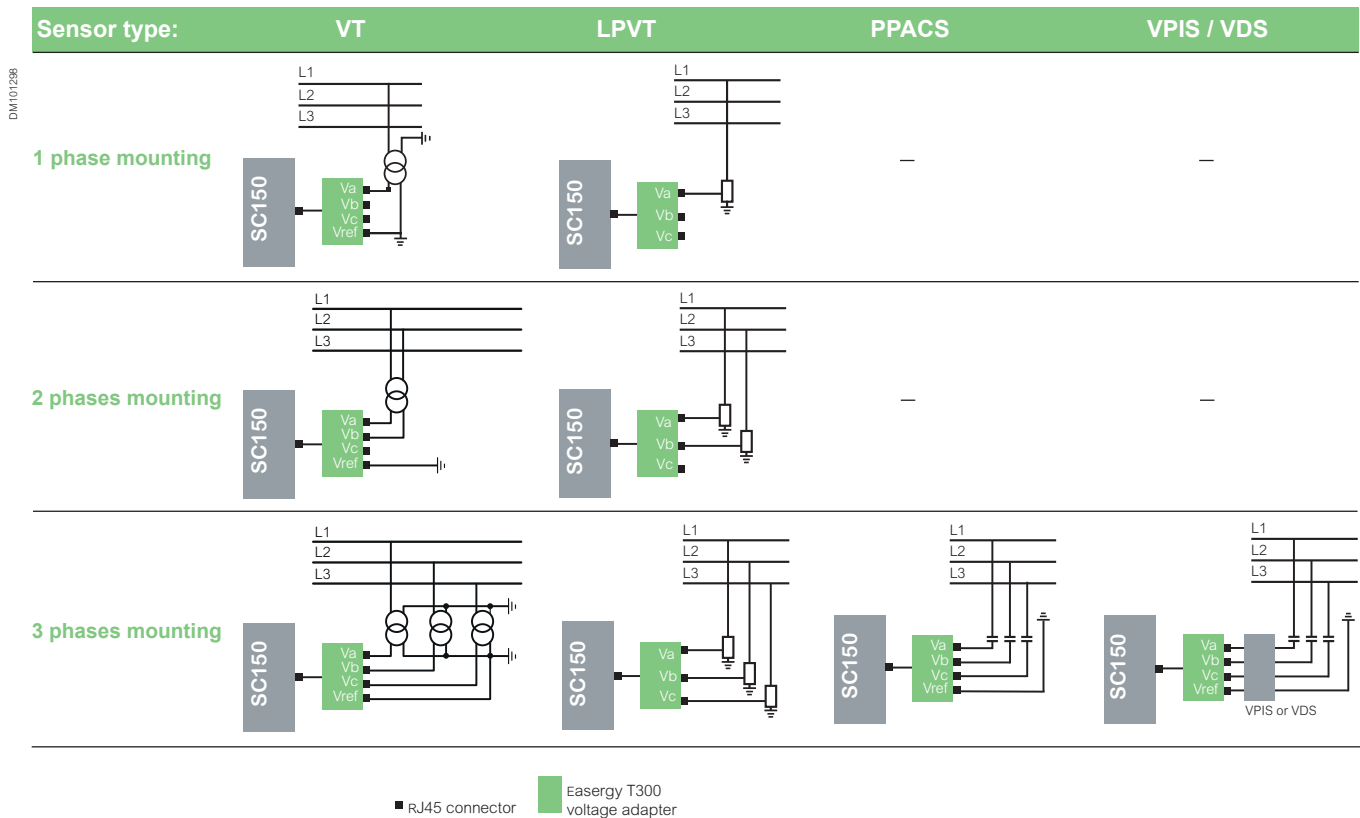 Sensor type: VT LPVT PPACS VPIS / VDS
DM101298
1 phase mounting
L1
L2
L3
SC150
Va
Vb
Vc
Vref
L1
L2
L3
SC150
Va
Vb
Vc
–
–
2 phases mounting
L1
L2
L3
SC150
Va
Vb
Vc
Vref
L1
L2
L3
SC150
Va
Vb
Vc
–
–
3 phases mounting
L1
L2
L3
SC150
Va
Vb
Vc
Vref
L1
L2
L3
SC150
Va
Vb
Vc
L1
L2
L3
SC150
Va
Vb
Vc
Vref
L1
L2
L3
SC150
Va
Vb
Vc
Vref
VPIS or VDS
RJ45 connector
Easergy T300
voltage adapter